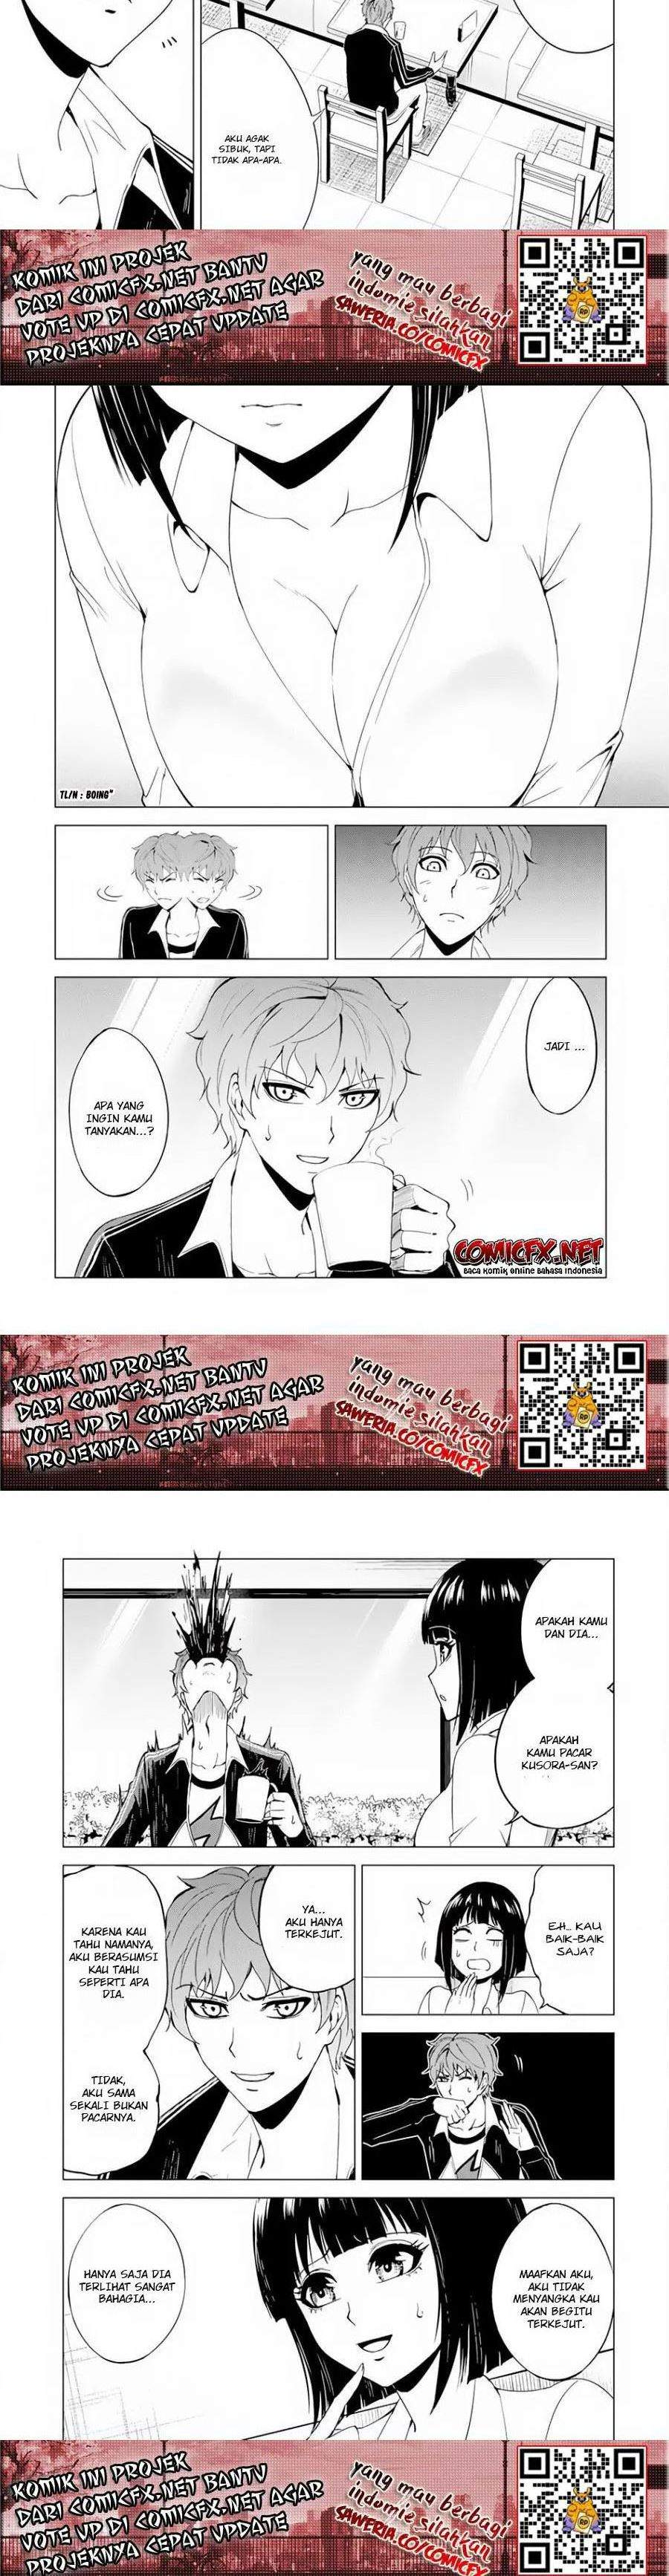 AKU AGAK
SIBUK, TAPI
TIDAK APA-APA.
KOMIK INI PROJEK
DARI COMICFX.NET BANTU
VOTE UP DI COMICFX.NET AGAR
PROJEKNYA CEPAT UPDATE
yang mau berbagi
indomie silahkan
SAWERIA.CO/COMICFX
TL/N : BOING"
JADI ...
APA YANG
INGIN KAMU
TANYAKAN...?
COMICFX.NET
Baca Komik Online Bahasa Indonesia
KOMIK INI PROJEK
DARI COMICFX.NET BANTU
VOTE UP DI COMICFX.NET AGAR
PROJEKNYA CEPAT UPDATE
yang mau berbagi
indomie silahkan
SAWERIA.CO/COMICFX
APAKAH KAMU
DAN DIA...
APAKAH
KAMU PACAR
KUSORA-SAN?
EH... KAU
BAIK-BAIK
SAJA?
YA...
AKU HANYA
TERKEJUT.
KARENA KAU
TAHU NAMANYA,
AKU BERASUMSI
KAU TAHU
SEPERTI APA
DIA.
TIDAK,
AKU SAMA
SEKALI BUKAN
PACARNYA.
MAAFKAN AKU,
AKU TIDAK
MENYANGKA KAU
AKAN BEGITU
TERKEJUT.
HANYA SAJA DIA
TERLIHAT SANGAT
BAHAGIA...
KOMIK INI PROJEK
DARI COMICFX.NET BANTU
VOTE UP DI COMICFX.NET AGAR
PROJEKNYA CEPAT UPDATE
yang mau berbagi
indomie silahkan
SAWERIA.CO/COMICFX